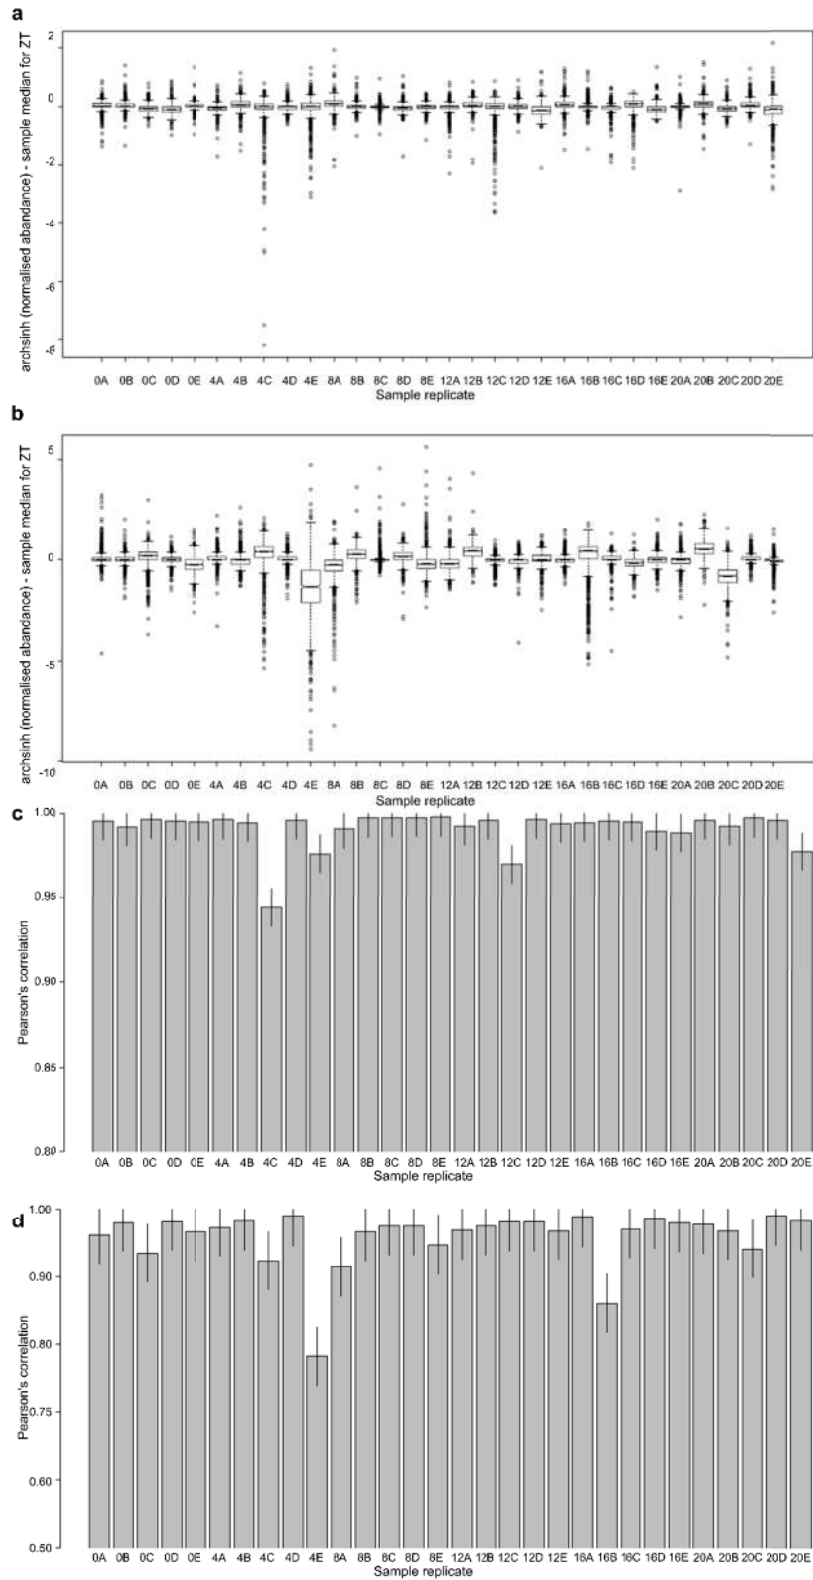 a
archsinh (normalised abandance) - sample median for ZT
2
0
-2
-4
-6
-8
0A 0B 0C 0D 0E 4A 4B 4C 4D 4E 8A 8B 8C 8D 8E 12A 12B 12C 12D 12E 16A 16B 16C 16D 16E 20A 20B 20C 20D 20E
Sample replicate
b
archsinh (normalised abandance) - sample median for ZT
5
0
-5
-10
0A 0B 0C 0D 0E 4A 4B 4C 4D 4E 8A 8B 8C 8D 8E 12A 12B 12C 12D 12E 16A 16B 16C 16D 16E 20A 20B 20C 20D 20E
Sample replicate
c
Pearson's correlation
1.00
0.95
0.90
0.85
0.80
0A 0B 0C 0D 0E 4A 4B 4C 4D 4E 8A 8B 8C 8D 8E 12A 12B 12C 12D 12E 16A 16B 16C 16D 16E 20A 20B 20C 20D 20E
Sample replicate
d
Pearson's correlation
1.00
0.90
0.80
0.75
0.60
0.50
0A 0B 0C 0D 0E 4A 4B 4C 4D 4E 8A 8B 8C 8D 8E 12A 12B 12C 12D 12E 16A 16B 16C 16D 16E 20A 20B 20C 20D 20E
Sample replicate